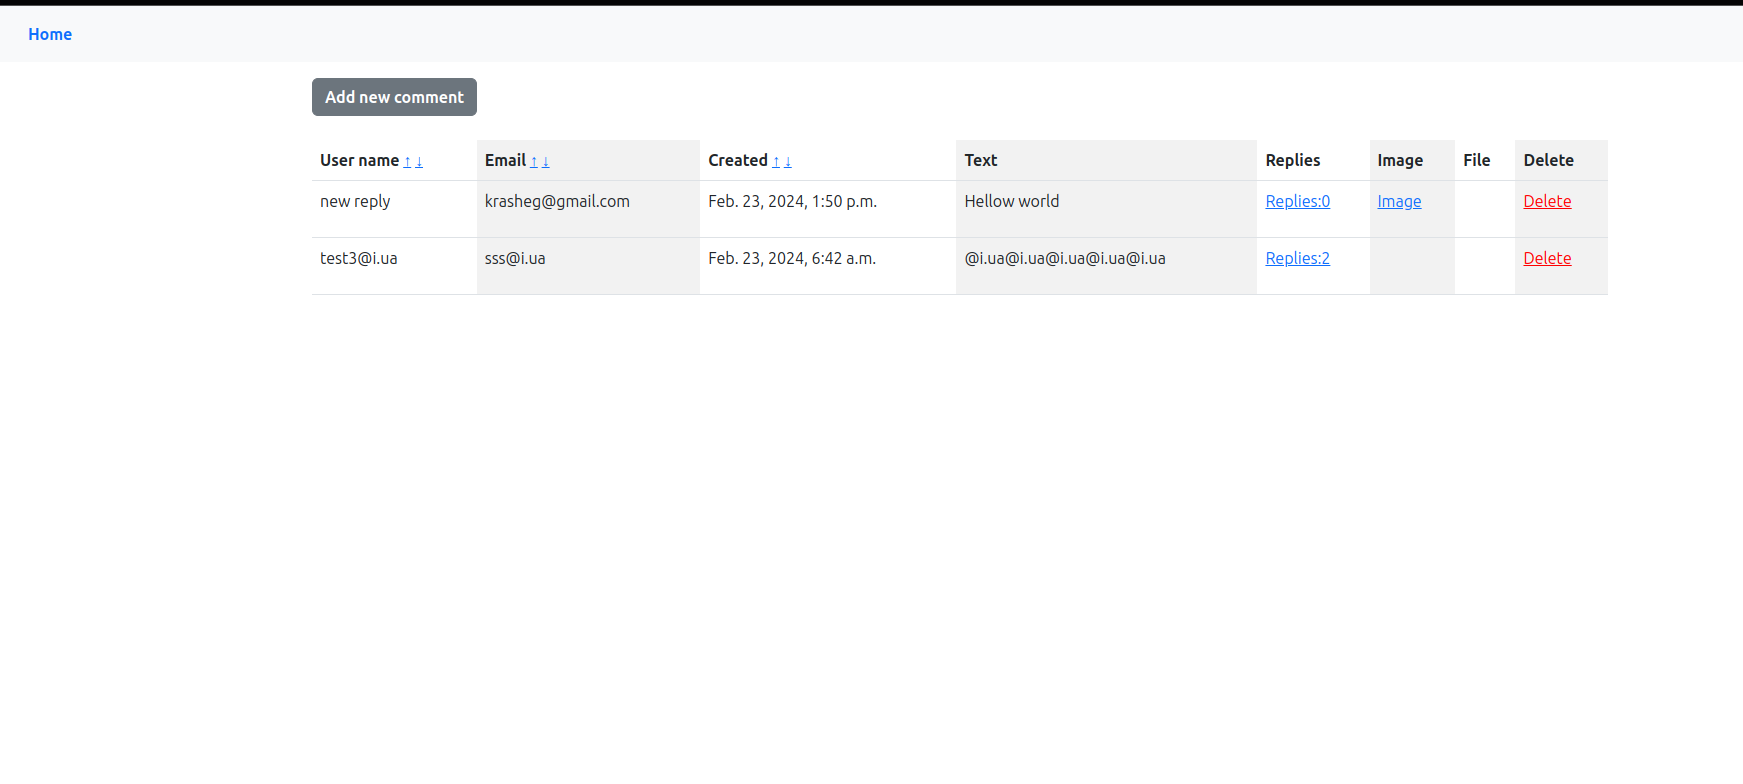 Home
Add new comment
User name ↑ ↓ Email ↑ ↓ Created ↑ ↓ Text Replies Image File Delete
new reply krasheg@gmail.com Feb. 23, 2024, 1:50 p.m. Hellow world Replies:0 Image Delete
test3@i.ua sss@i.ua Feb. 23, 2024, 6:42 a.m. @i.ua@i.ua@i.ua@i.ua@i.ua Replies:2 Delete